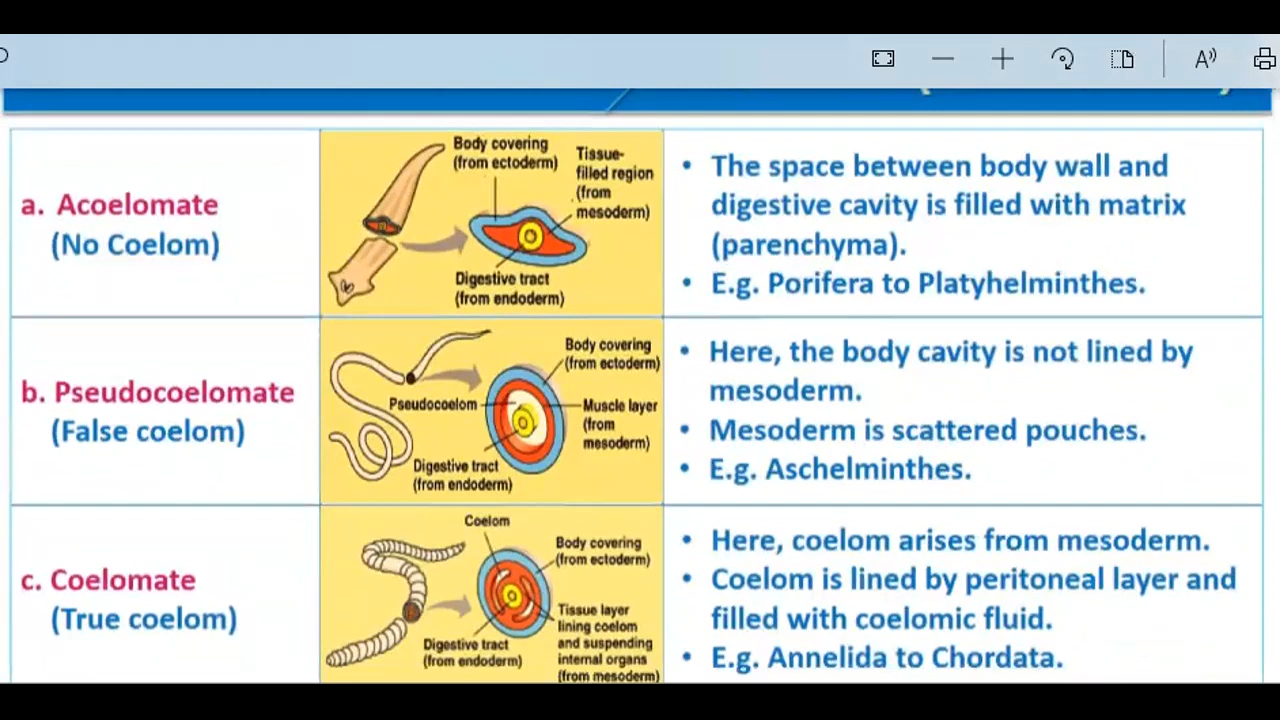 a. Acoelomate
(No Coelom)
Body covering
(from ectoderm)
Tissue-
filled region
(from
mesoderm)
Digestive tract
(from endoderm)
• The space between body wall and
digestive cavity is filled with matrix
(parenchyma).
• E.g. Porifera to Platyhelminthes.
b. Pseudocoelomate
(False coelom)
Body covering
(from ectoderm)
Pseudocoelom
Muscle layer
(from
mesoderm)
Digestive tract
(from endoderm)
• Here, the body cavity is not lined by
mesoderm.
• Mesoderm is scattered pouches.
• E.g. Aschelminthes.
c. Coelomate
(True coelom)
Coelom
Body covering
(from ectoderm)
Tissue layer
lining coelom
and suspending
internal organs
(from mesoderm)
Digestive tract
(from endoderm)
• Here, coelom arises from mesoderm.
• Coelom is lined by peritoneal layer and
filled with coelomic fluid.
• E.g. Annelida to Chordata.